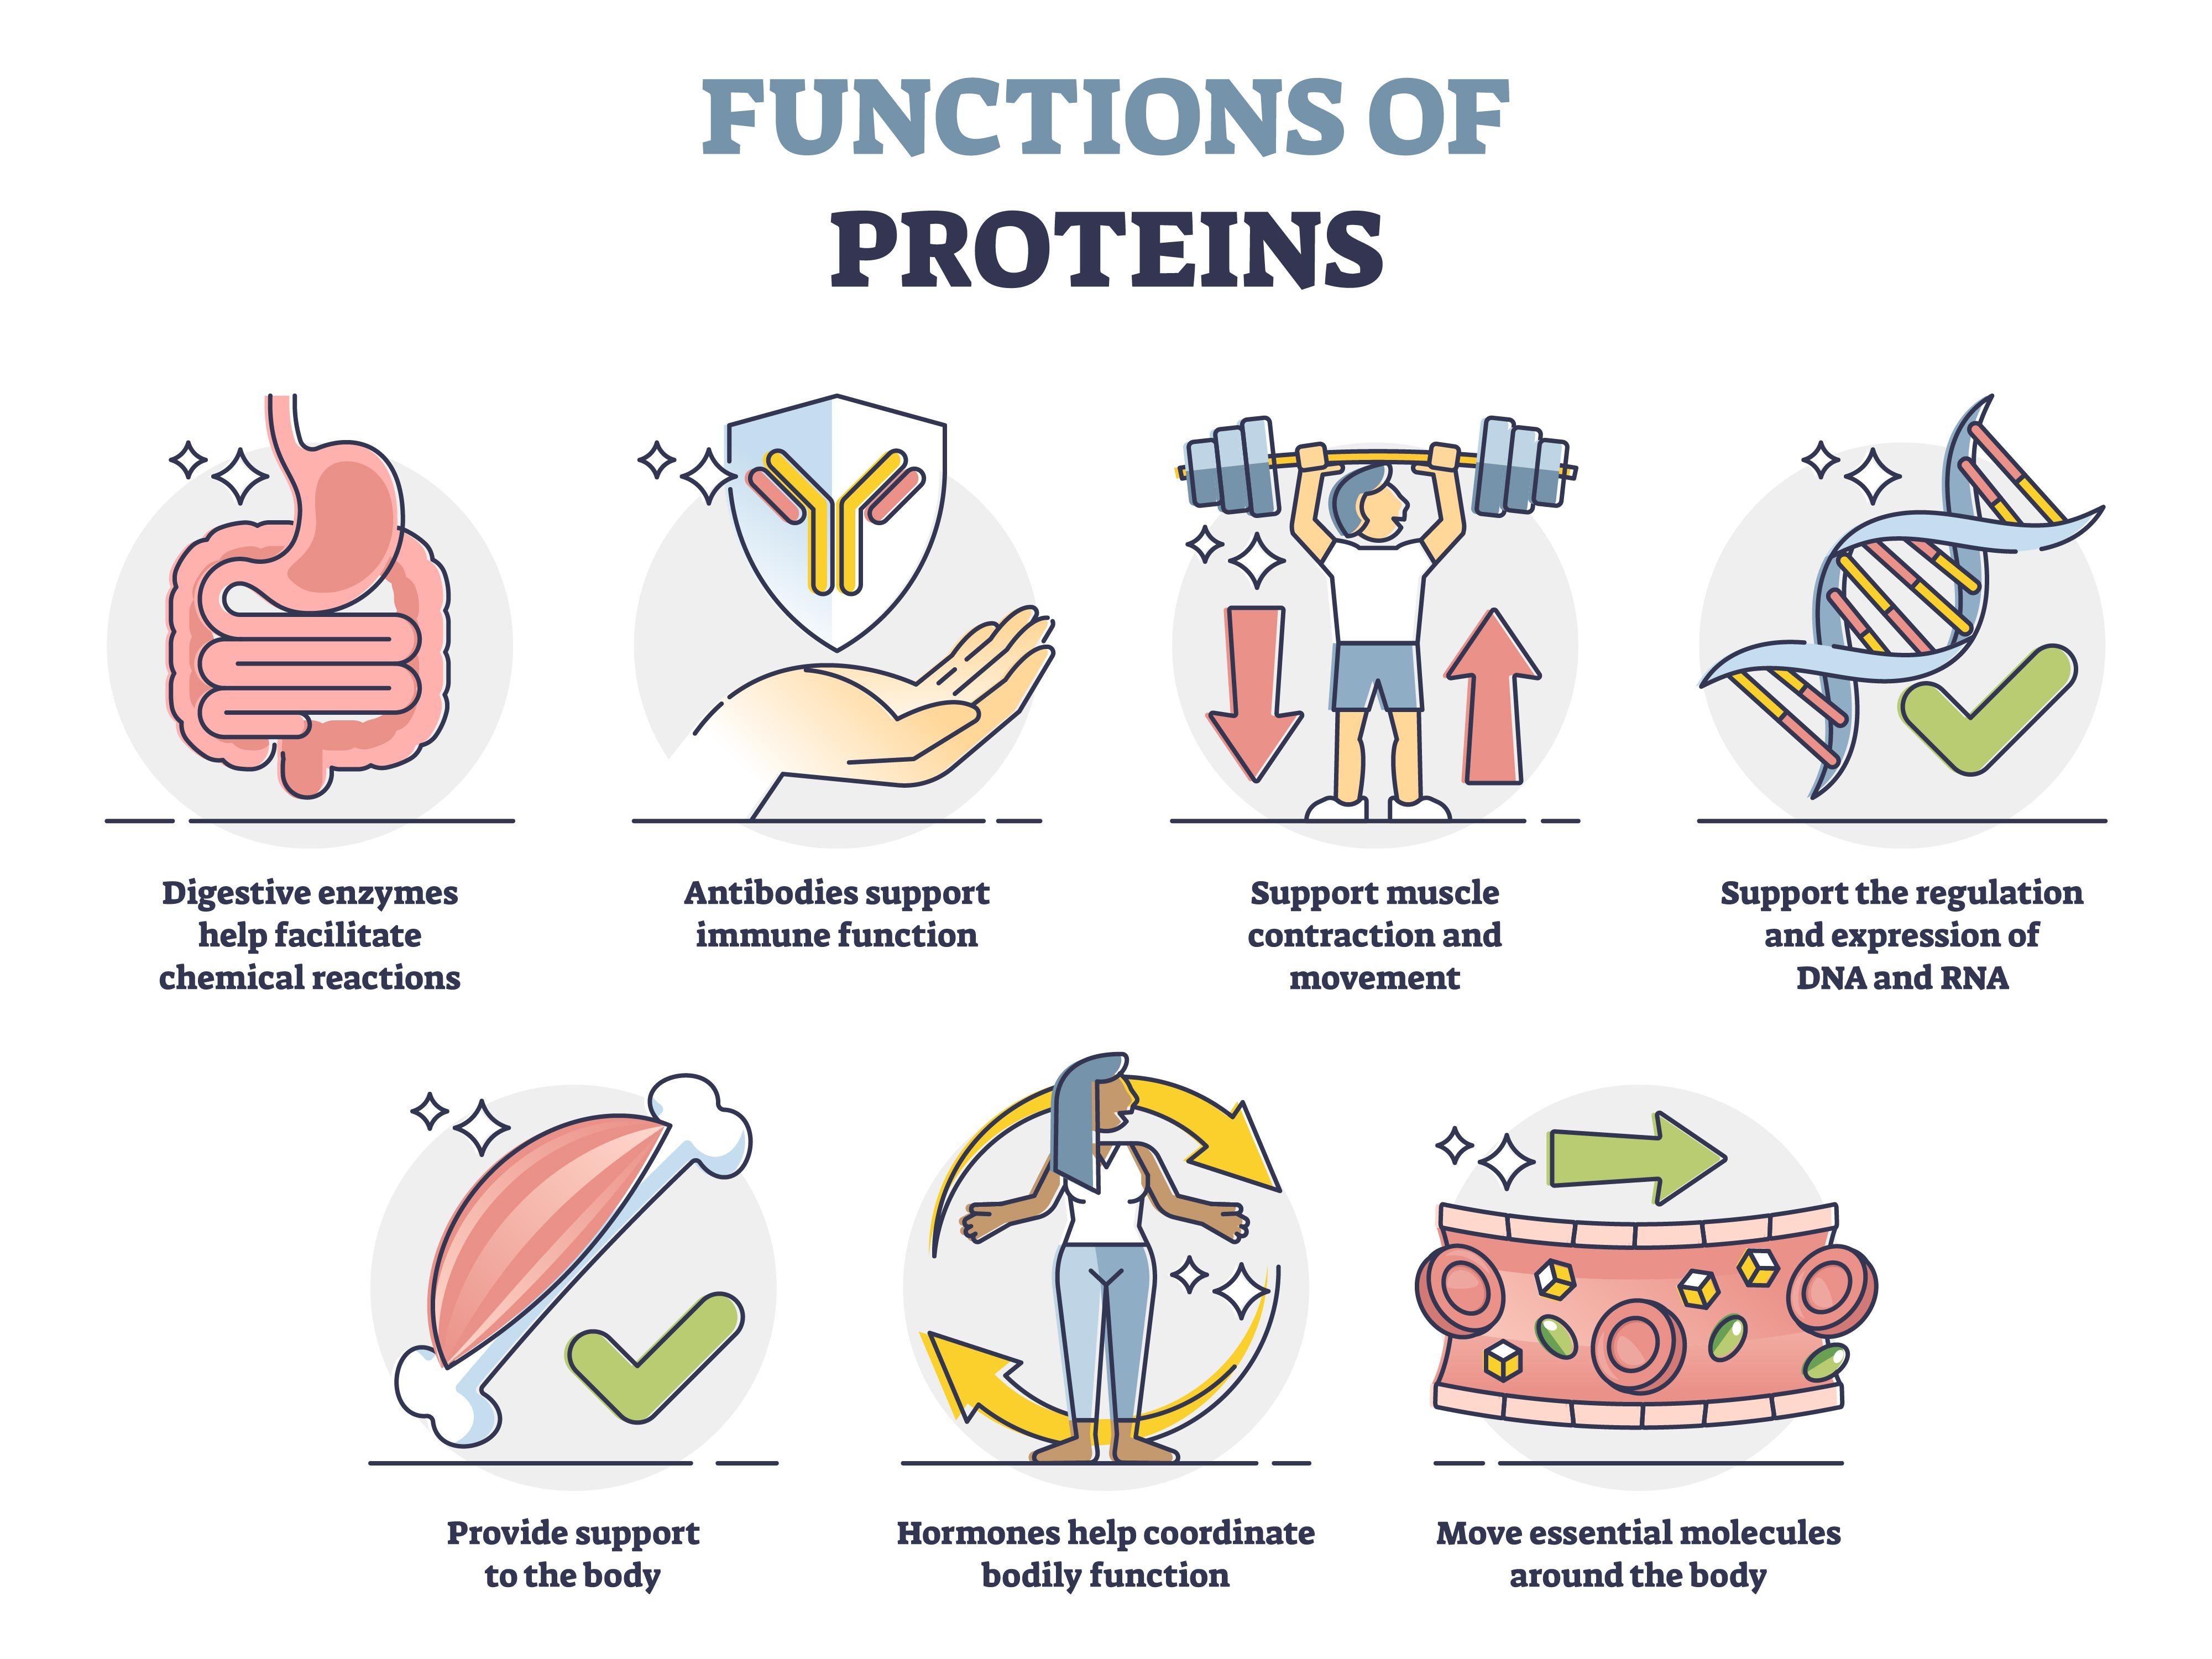 FUNCTIONS OF
PROTEINS
Digestive enzymes
help facilitate
chemical reactions
Antibodies support
immune function
Support muscle
contraction and
movement
Support the regulation
and expression of
DNA and RNA
Provide support
to the body
Hormones help coordinate
bodily function
Move essential molecules
around the body